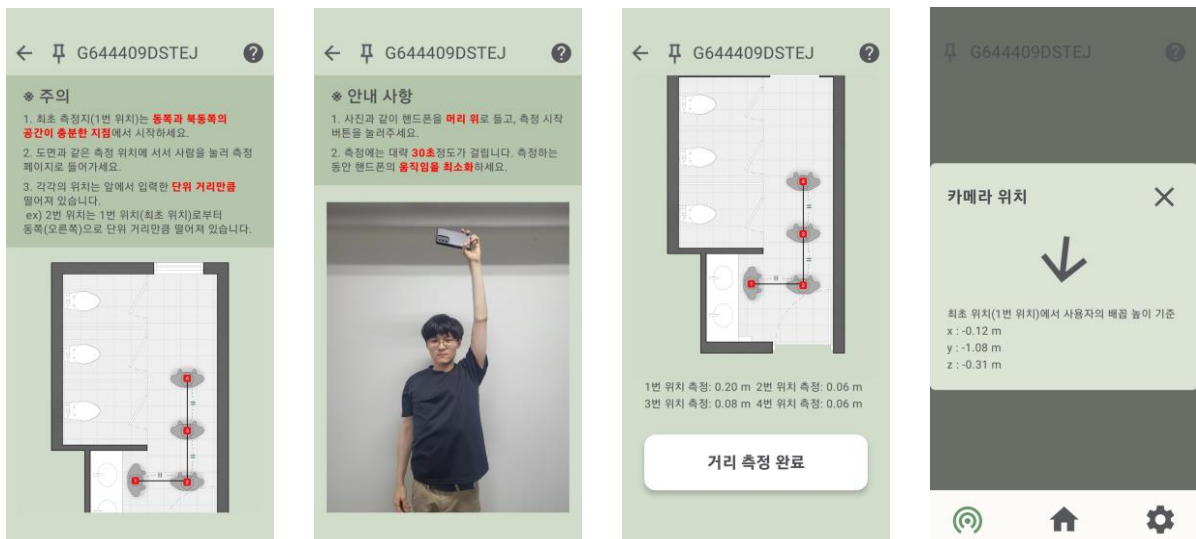 G644409DSTEJ
※ 주의
1. 최초 측정지(1번 위치)는 동쪽과 북동쪽의
공간이 충분한 지점에서 시작하세요.
2. 도면과 같은 측정 위치에 서서 사람을 눌러 측정
페이지로 들어가세요.
3. 각각의 위치는 앞에서 입력한 단위 거리만큼
떨어져 있습니다.
ex) 2번 위치는 1번 위치(최초 위치)로부터
동쪽(오른쪽)으로 단위 거리만큼 떨어져 있습니다.
4
3
1
2
G644409DSTEJ
※ 안내 사항
1. 사진과 같이 핸드폰을 머리 위로 들고, 측정 시작
버튼을 눌러주세요.
2. 측정에는 대략 30초정도가 걸립니다. 측정하는
동안 핸드폰의 움직임을 최소화하세요.
G644409DSTEJ
4
3
1
2
1번 위치 측정: 0.20 m 2번 위치 측정: 0.06 m
3번 위치 측정: 0.08 m 4번 위치 측정: 0.06 m
거리 측정 완료
G644409DSTEJ
카메라 위치
최초 위치(1번 위치)에서 사용자의 배꼽 높이 기준
x : -0.12 m
y : -1.08 m
z : -0.31 m